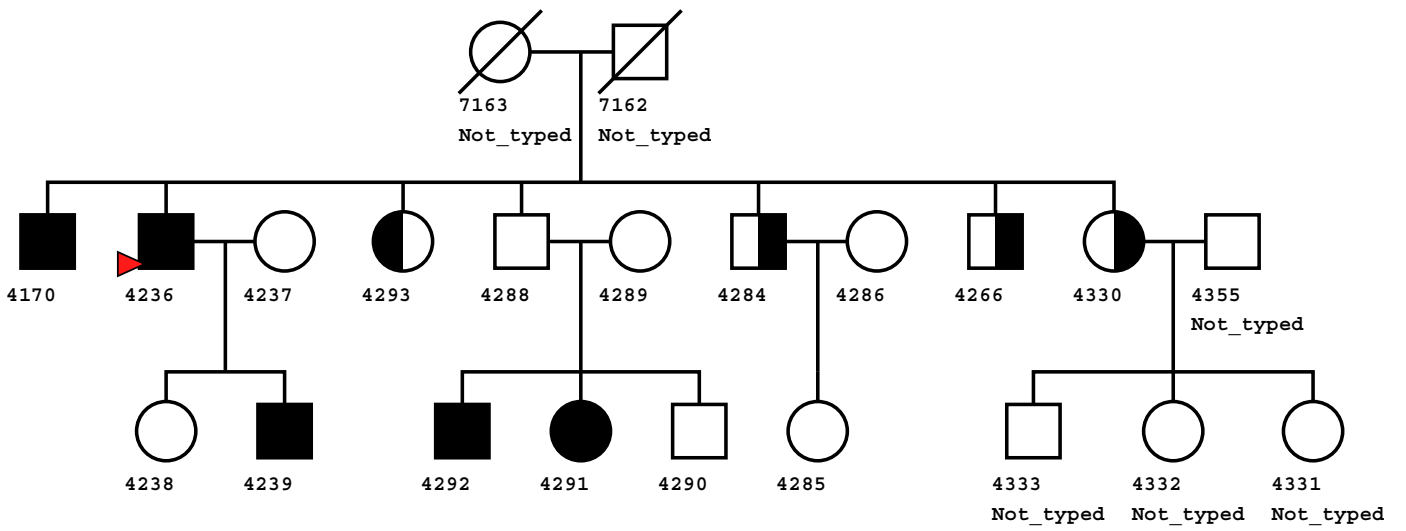 7163 7162
Not_typed Not_typed
4170 4236 4237 4293 4288 4289 4284 4286 4266 4330 4355
Not_typed
4238 4239 4292 4291 4290 4285 4333 4332 4331
Not_typed Not_typed Not_typed